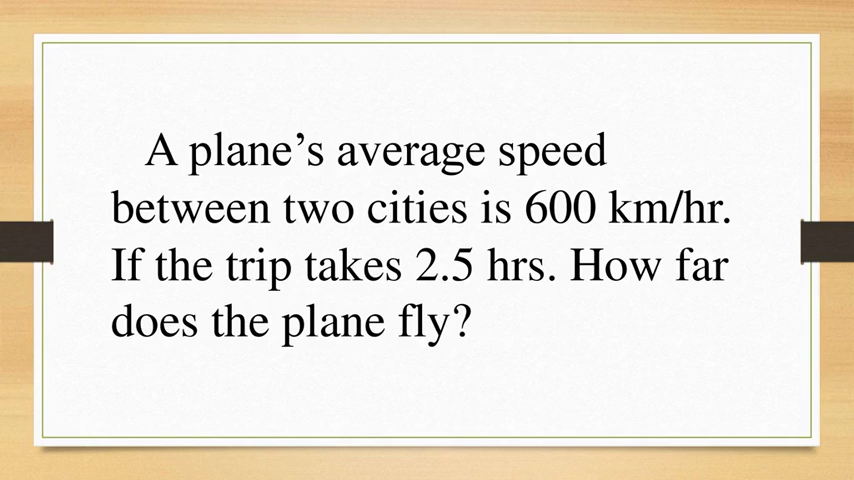 A plane’s average speed
between two cities is 600 km/hr.
If the trip takes 2.5 hrs. How far
does the plane fly?